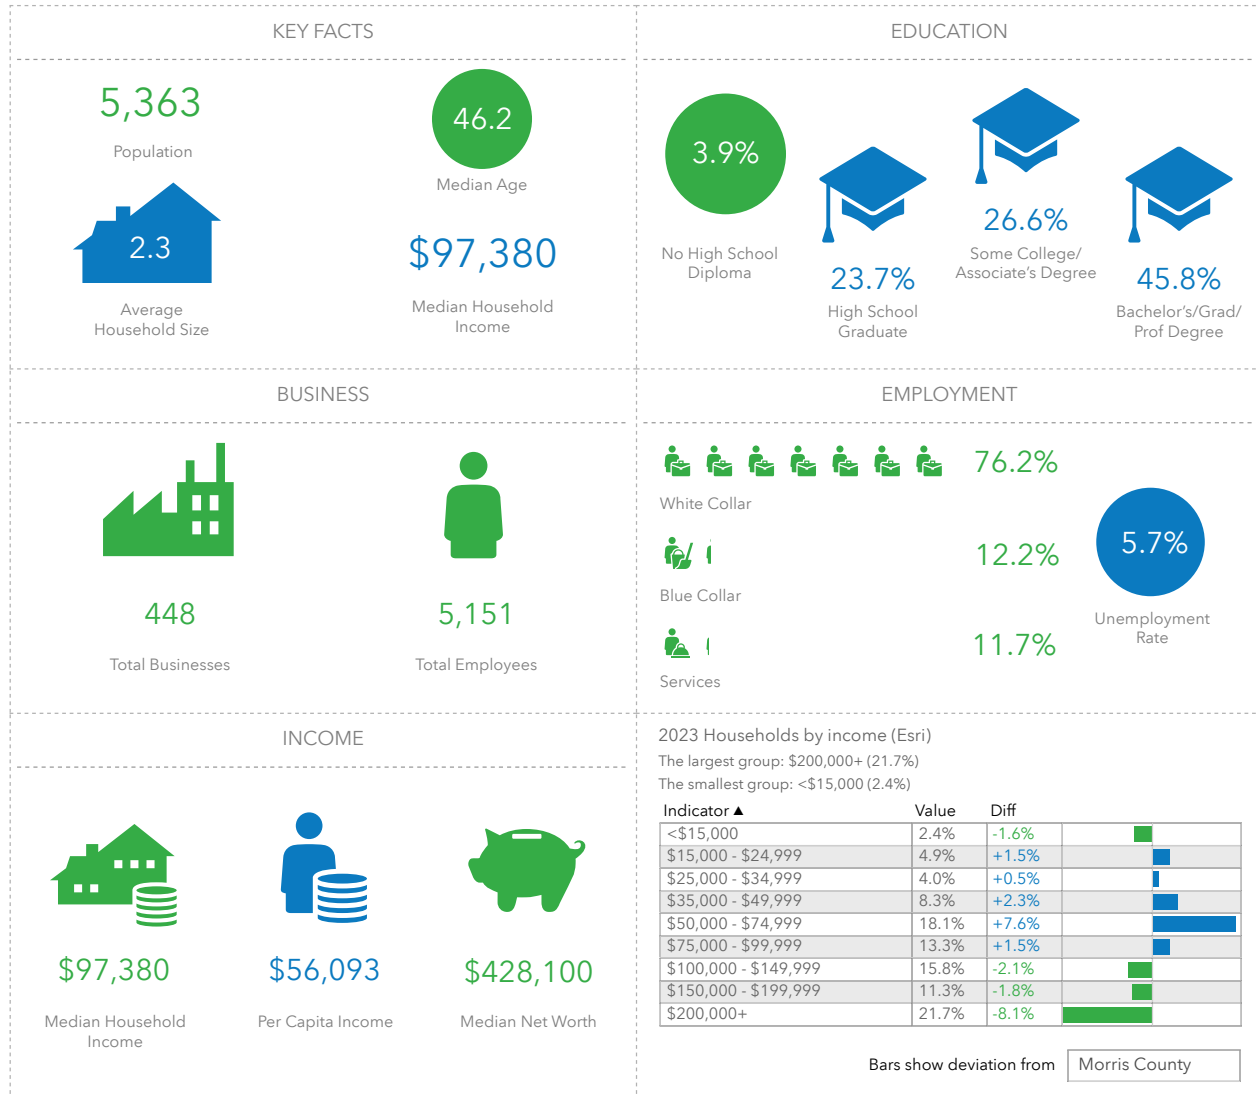 KEY FACTS
5,363
Population
46.2
Median Age
2.3
Average
Household Size
$97,380
Median Household
Income
EDUCATION
3.9%
No High School
Diploma
23.7%
High School
Graduate
26.6%
Some College/
Associate's Degree
45.8%
Bachelor's/Grad/
Prof Degree
BUSINESS
448
Total Businesses
5,151
Total Employees
EMPLOYMENT
76.2%
White Collar
12.2%
Blue Collar
11.7%
Services
5.7%
Unemployment
Rate
INCOME
$97,380
Median Household
Income
$56,093
Per Capita Income
$428,100
Median Net Worth
2023 Households by income (Esri)
The largest group: $200,000+ (21.7%)
The smallest group: <$15,000 (2.4%)
Indicator ▲ Value Diff
<$15,000 2.4% -1.6%
$15,000 - $24,999 4.9% +1.5%
$25,000 - $34,999 4.0% +0.5%
$35,000 - $49,999 8.3% +2.3%
$50,000 - $74,999 18.1% +7.6%
$75,000 - $99,999 13.3% +1.5%
$100,000 - $149,999 15.8% -2.1%
$150,000 - $199,999 11.3% -1.8%
$200,000+ 21.7% -8.1%
Bars show deviation from Morris County